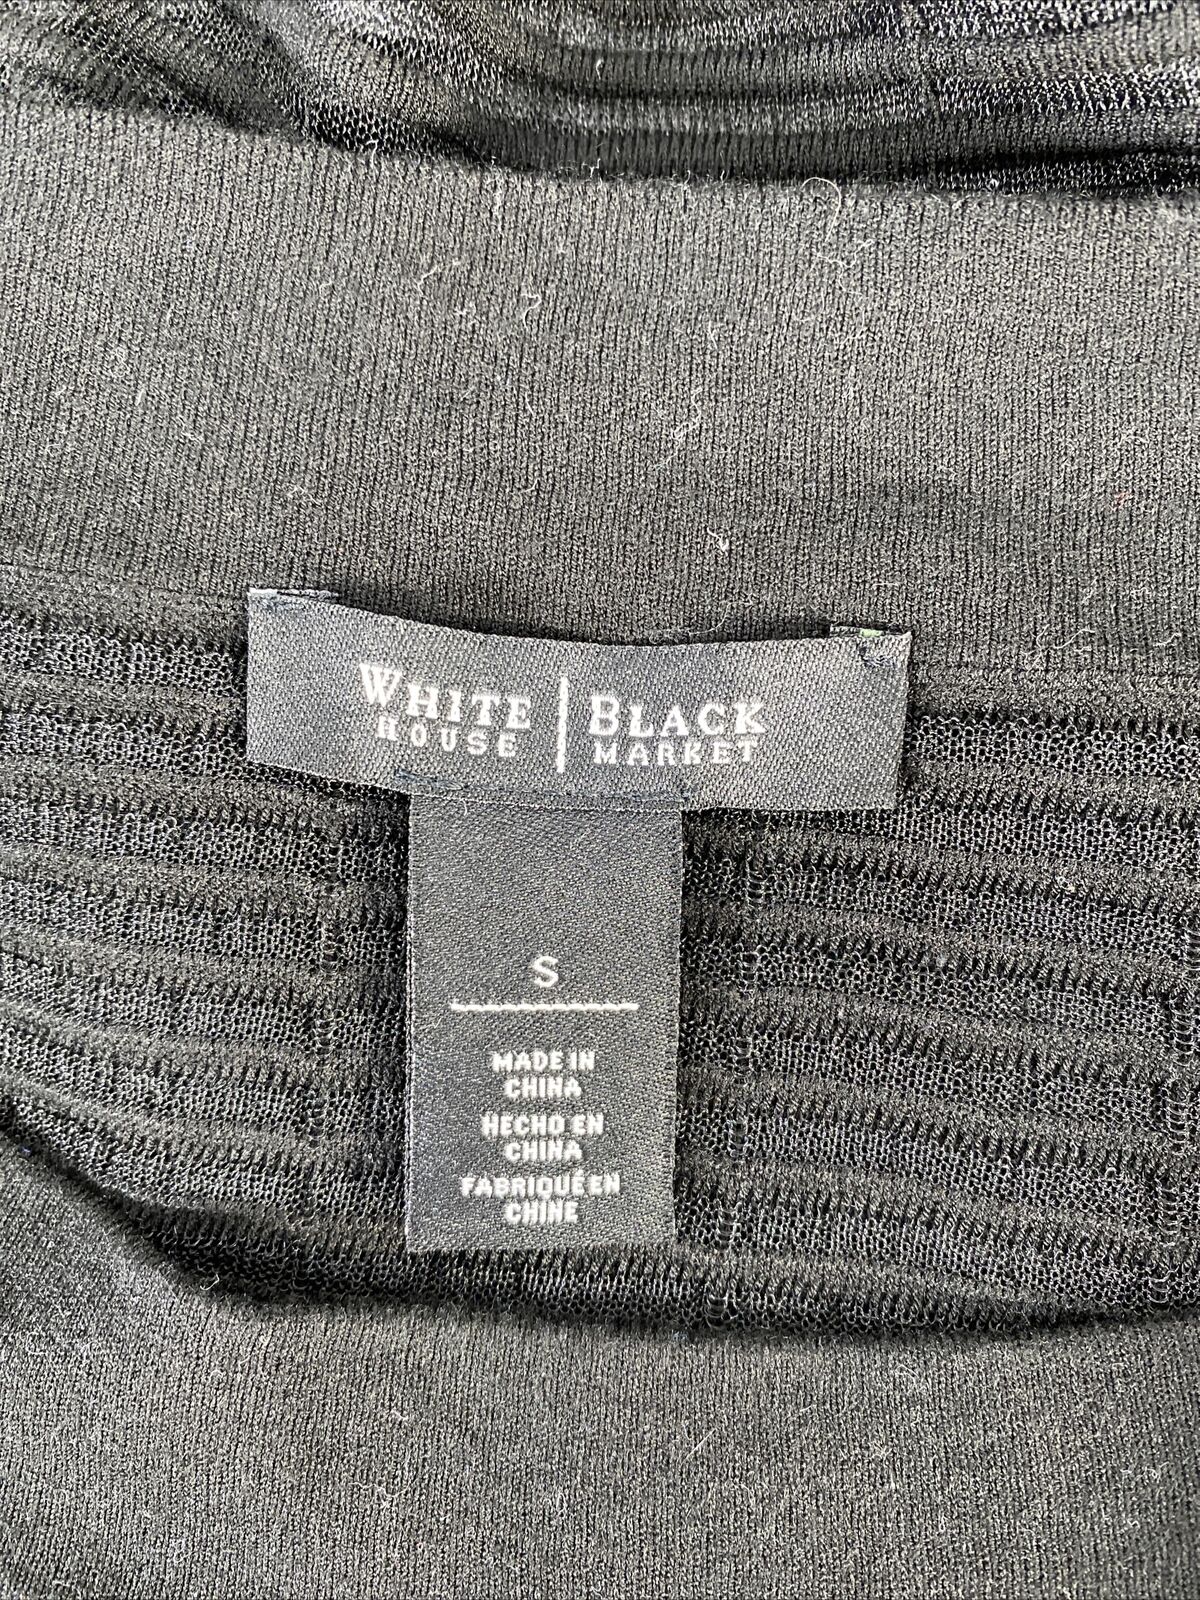 WHITE | BLACK
HOUSE MARKET
S
MADE IN
CHINA
HECHO EN
CHINA
FABRIQUÉ EN
CHINE